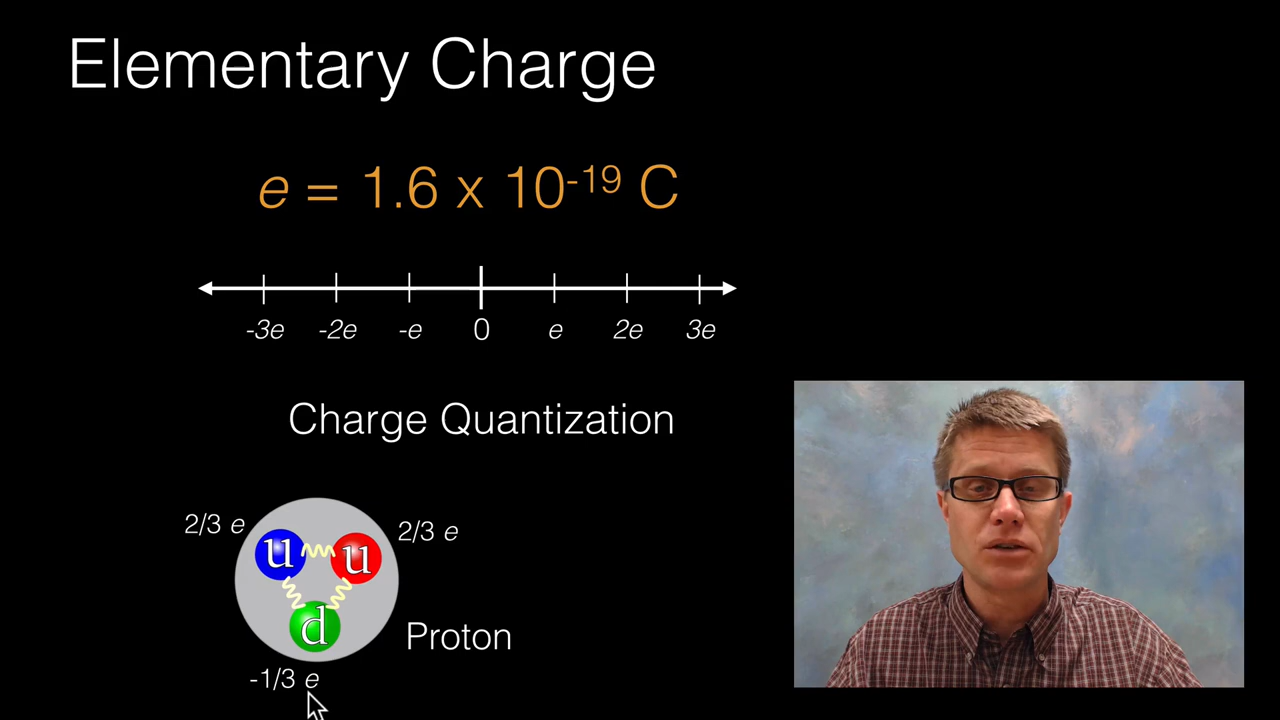 Elementary Charge
e = 1.6 x 10⁻¹⁹ C
-3e -2e -e 0 e 2e 3e
Charge Quantization
2/3 e 2/3 e
u u
d
Proton
-1/3 e